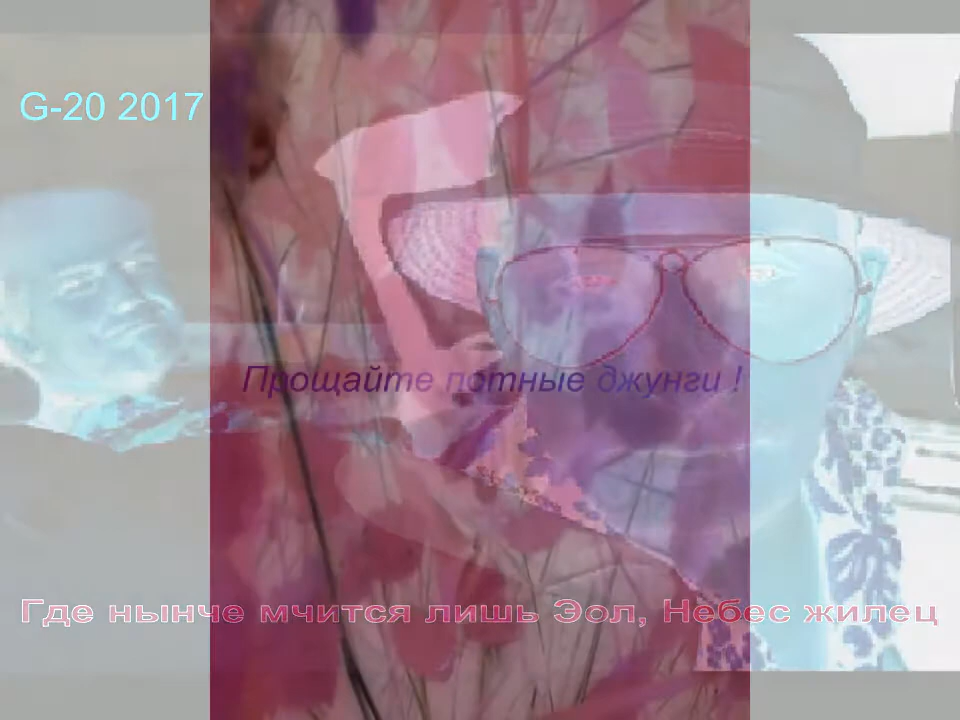 G-20 2017
Прощайте потные джунги !
Где нынче мчится лишь Эол, Небес жилец